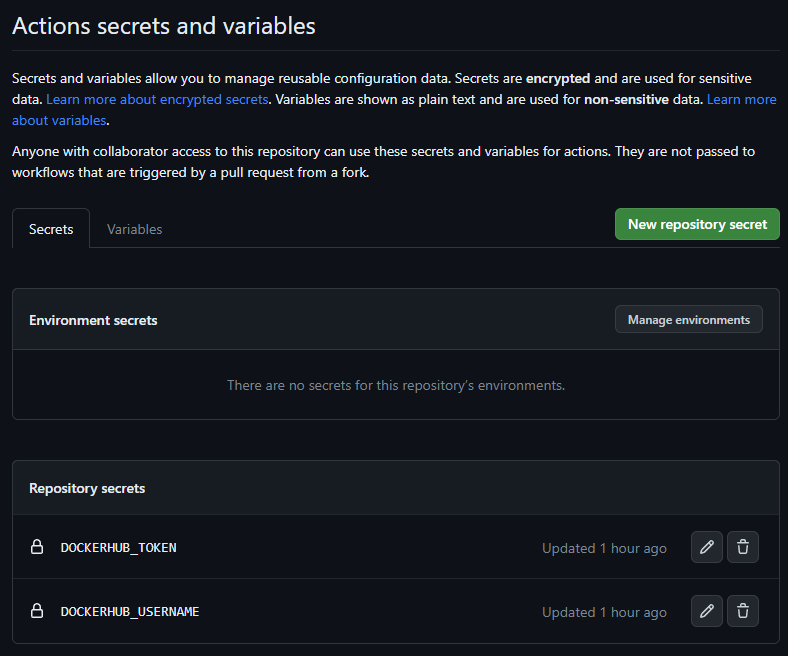 Actions secrets and variables
Secrets and variables allow you to manage reusable configuration data. Secrets are encrypted and are used for sensitive
data. Learn more about encrypted secrets. Variables are shown as plain text and are used for non-sensitive data. Learn more
about variables.
Anyone with collaborator access to this repository can use these secrets and variables for actions. They are not passed to
workflows that are triggered by a pull request from a fork.
Secrets Variables New repository secret
Environment secrets Manage environments
There are no secrets for this repository's environments.
Repository secrets
DOCKERHUB_TOKEN Updated 1 hour ago
DOCKERHUB_USERNAME Updated 1 hour ago